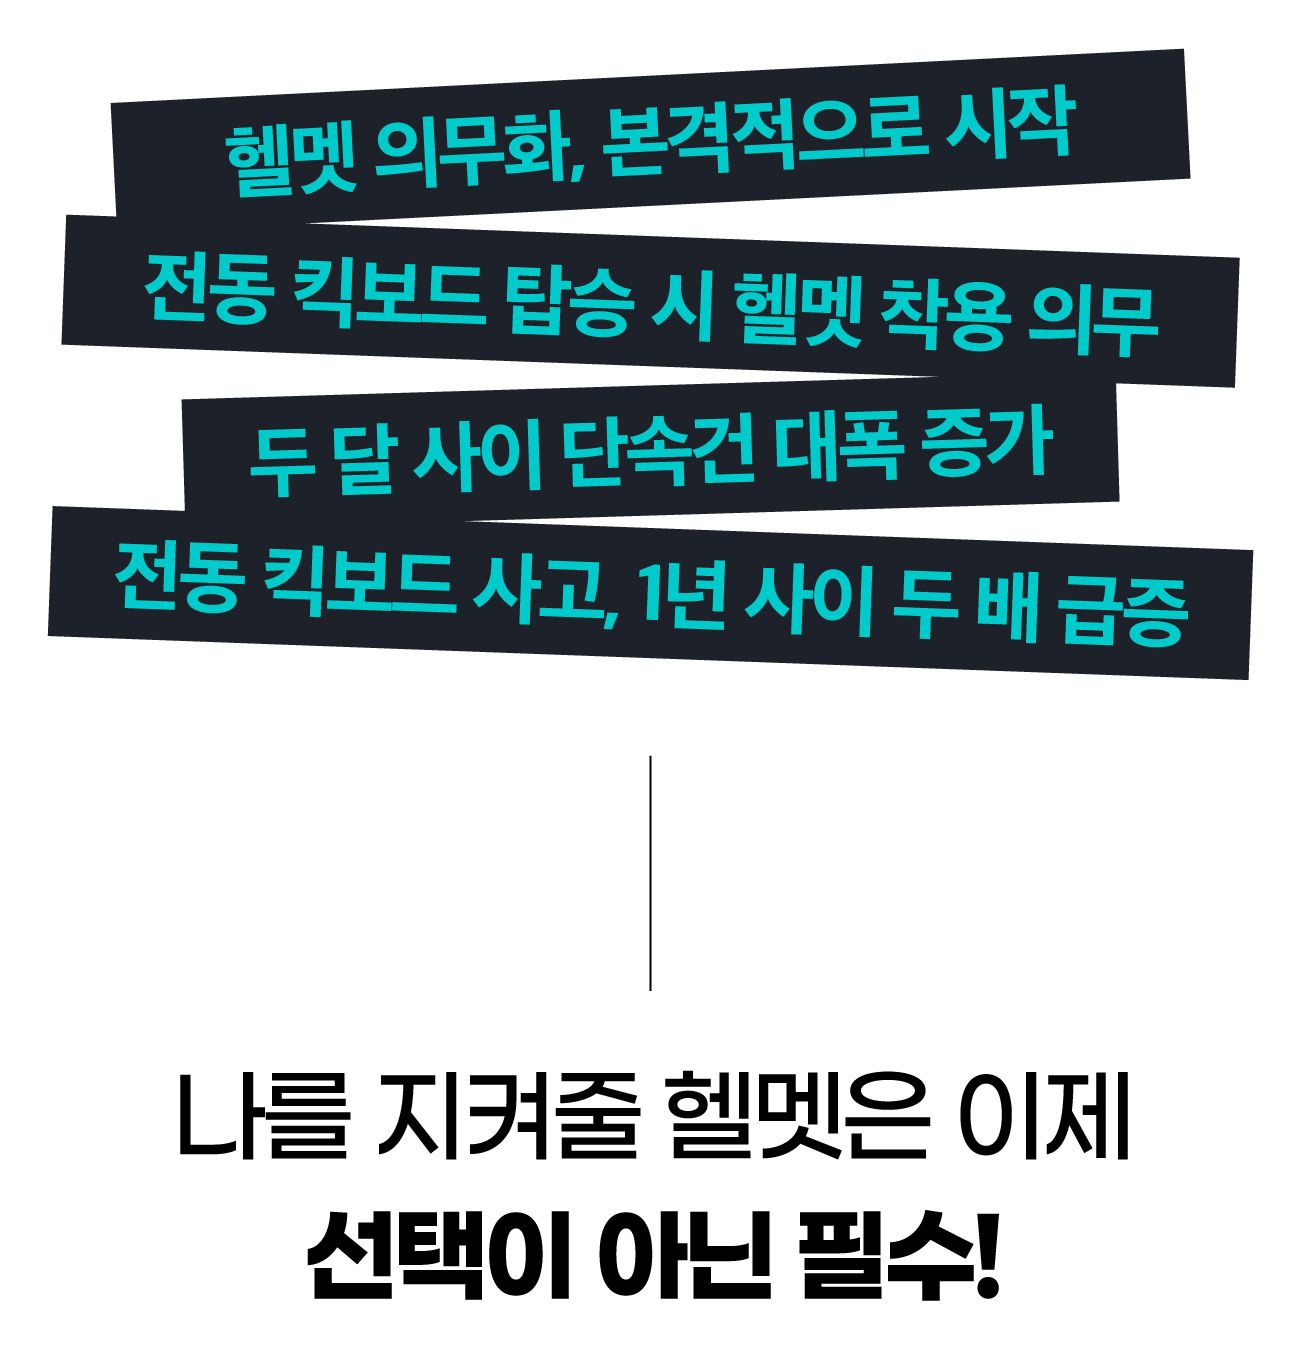 헬멧 의무화, 본격적으로 시작
전동 킥보드 탑승 시 헬멧 착용 의무
두 달 사이 단속건 대폭 증가
전동 킥보드 사고, 1년 사이 두 배 급증
나를 지켜줄 헬멧은 이제
선택이 아닌 필수!